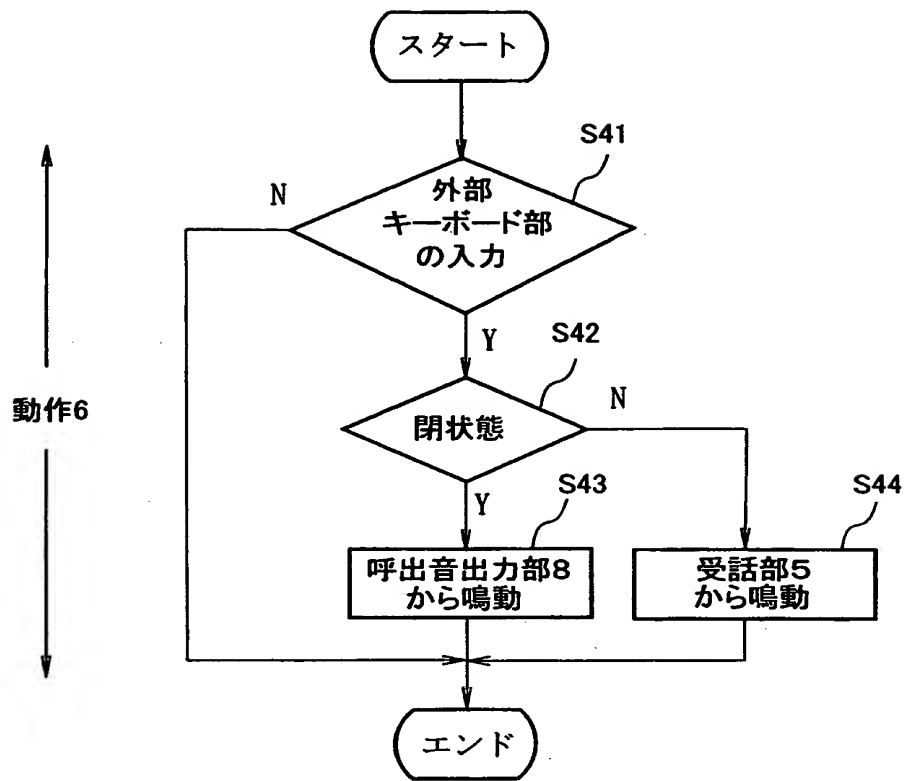 スタート
S41
N
外部
キーボード部
の入力
Y
S42
動作6
閉状態
N
S43
Y
S44
呼出音出力部8
から鳴動
受話部5
から鳴動
エンド